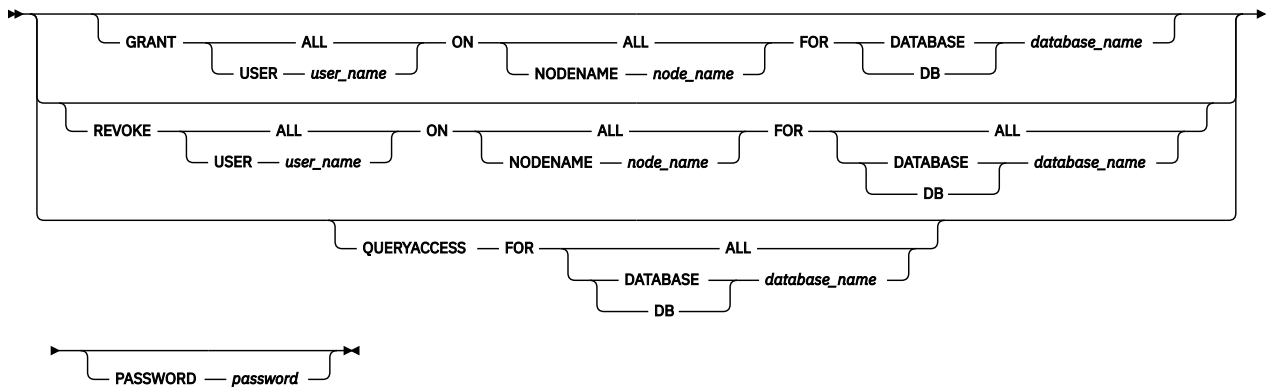 GRANT ALL ON ALL FOR DATABASE database_name
USER user_name NODENAME node_name DB
REVOKE ALL ON ALL FOR ALL
USER user_name NODENAME node_name DATABASE database_name
DB
QUERYACCESS FOR ALL
DATABASE database_name
DB
PASSWORD password